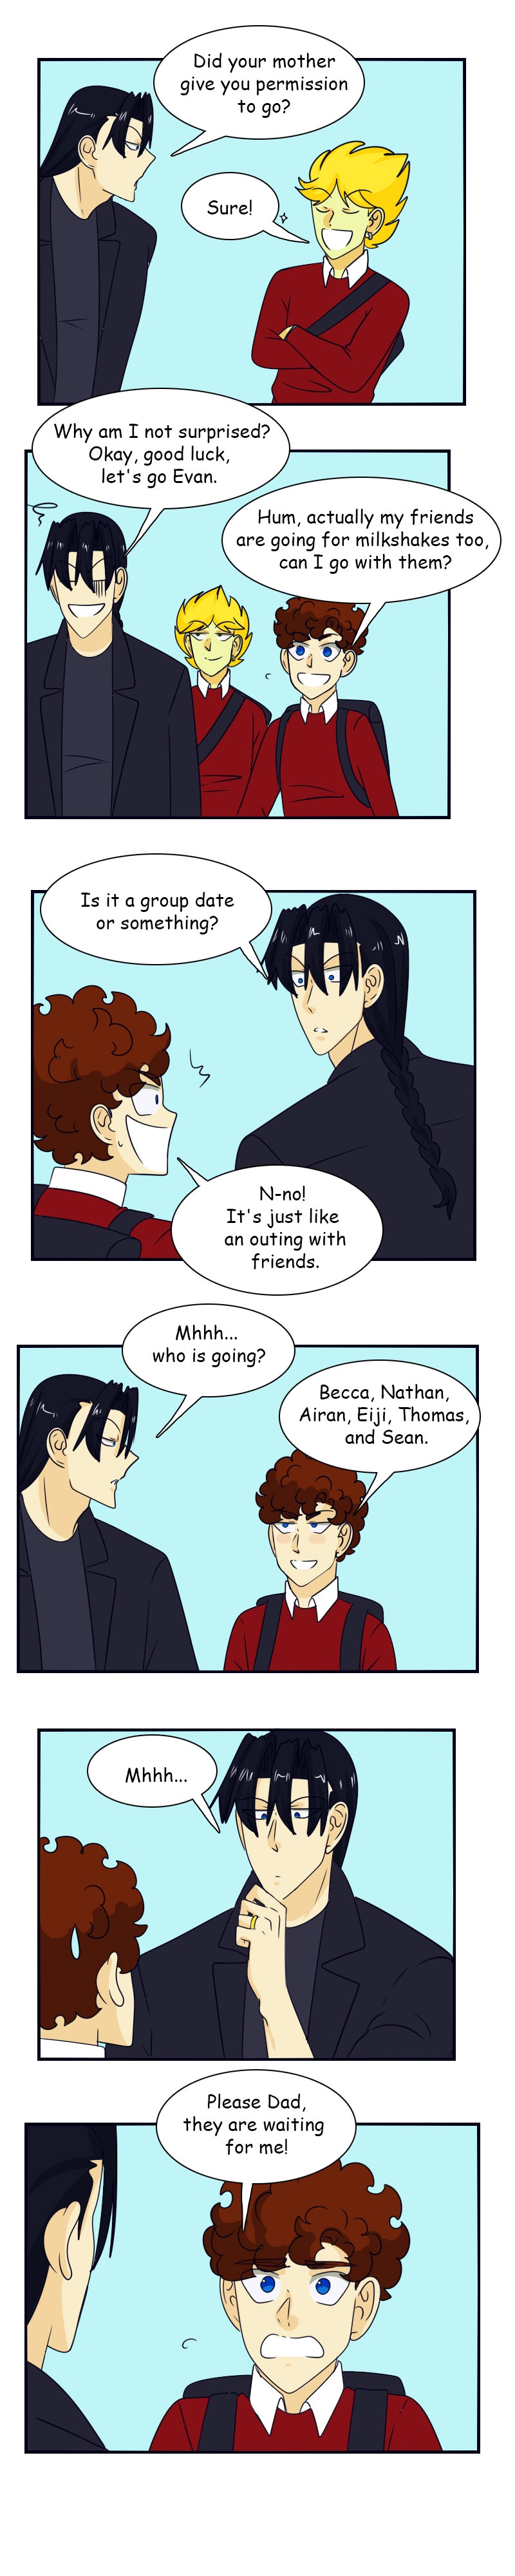 Did your mother
give you permission
to go?
Sure!
Why am I not surprised?
Okay, good luck,
let's go Evan.
Hum, actually my friends
are going for milkshakes too,
can I go with them?
Is it a group date
or something?
N-no!
It's just like
an outing with
friends.
Mhhh...
who is going?
Becca, Nathan,
Airan, Eiji, Thomas,
and Sean.
Mhhh...
Please Dad,
they are waiting
for me!